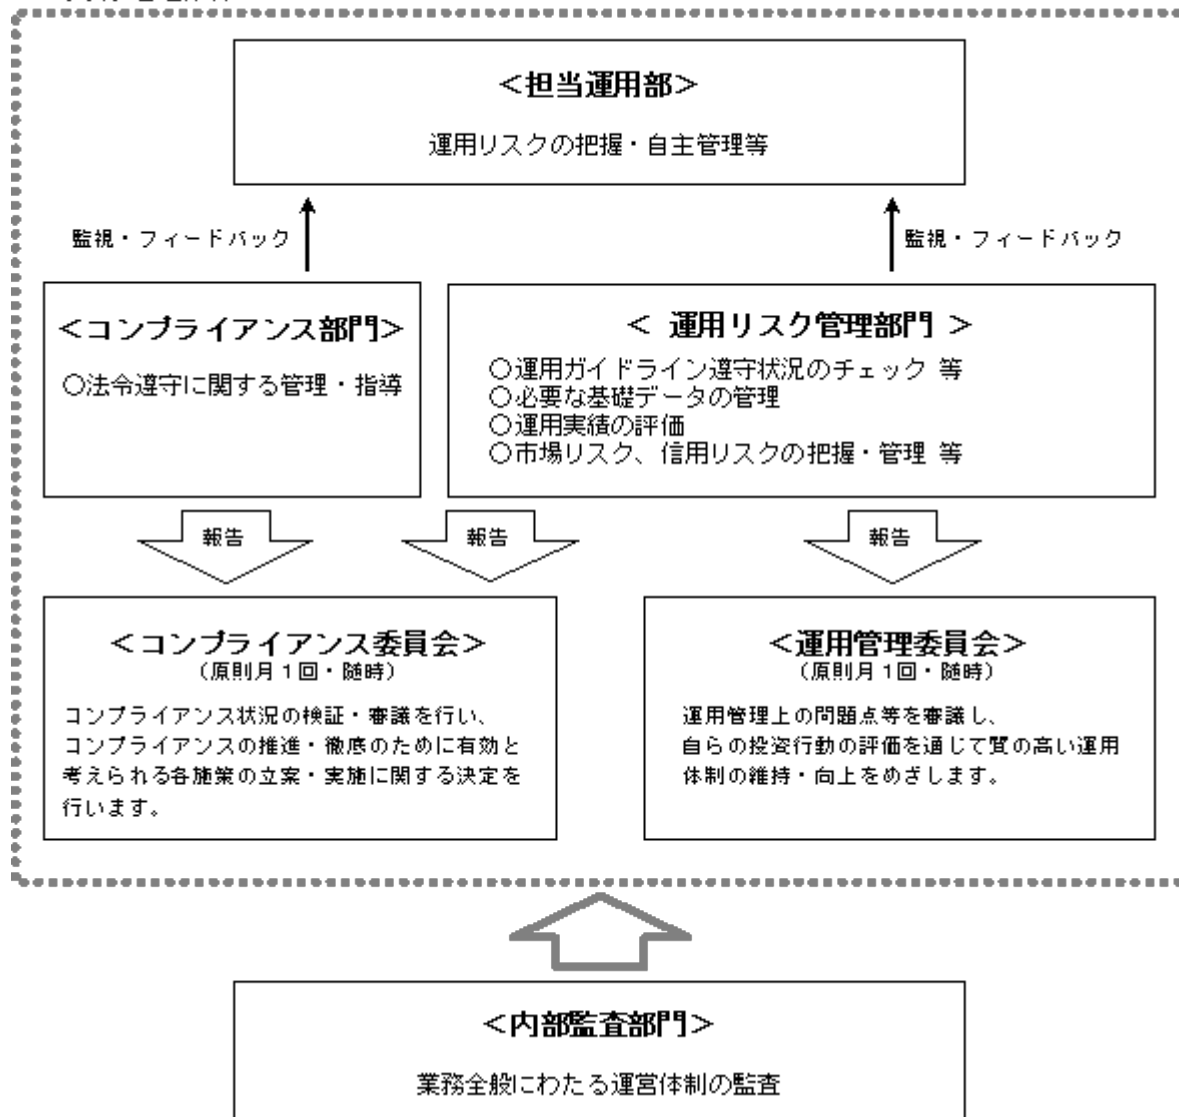 ＜担当運用部＞
運用リスクの把握・自主管理等
監視・フィードバック
監視・フィードバック
＜コンプライアンス部門＞
○法令遵守に関する管理・指導
＜ 運用リスク管理部門 ＞
○運用ガイドライン遵守状況のチェック 等
○必要な基礎データの管理
○運用実績の評価
○市場リスク、信用リスクの把握・管理 等
報告
報告
報告
＜コンプライアンス委員会＞
（原則月１回・随時）
コンプライアンス状況の検証・審議を行い、
コンプライアンスの推進・徹底のために有効と
考えられる各施策の立案・実施に関する決定を
行います。
＜運用管理委員会＞
（原則月１回・随時）
運用管理上の問題点等を審議し、
自らの投資行動の評価を通じて質の高い運用
体制の維持・向上をめざします。
＜内部監査部門＞
業務全般にわたる運営体制の監査